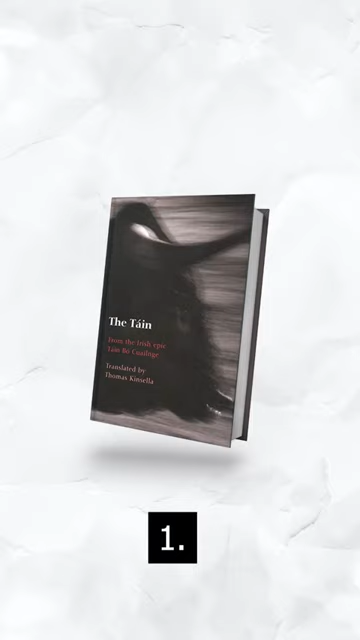 The Táin
From the Irish epic
Táin Bó Cuailnge
Translated by
Thomas Kinsella
1.